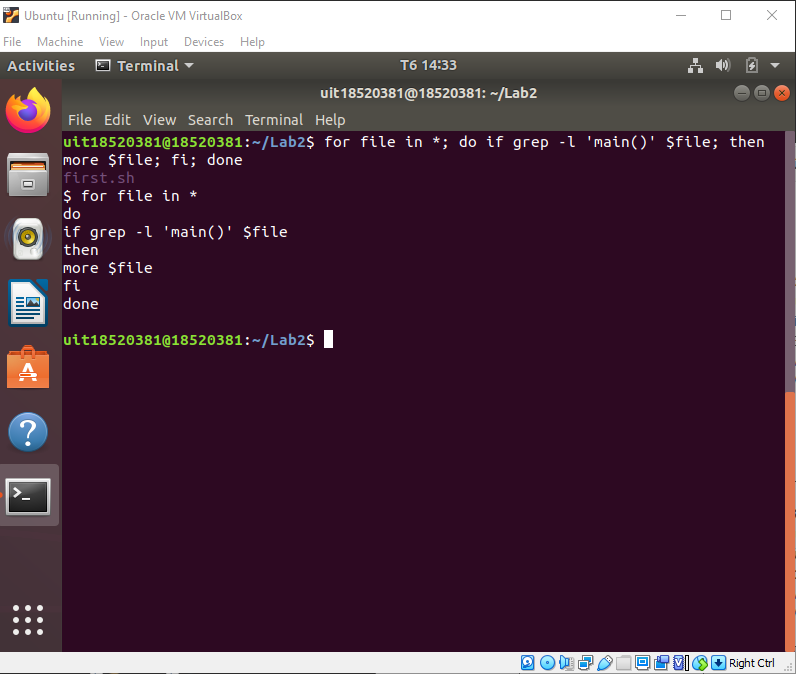 Ubuntu [Running] - Oracle VM VirtualBox
File Machine View Input Devices Help
Activities Terminal T6 14:33
uit18520381@18520381: ~/Lab2
File Edit View Search Terminal Help
uit18520381@18520381:~/Lab2$ for file in *; do if grep -l 'main()' $file; then
more $file; fi; done
first.sh
$ for file in *
do
if grep -l 'main()' $file
then
more $file
fi
done
uit18520381@18520381:~/Lab2$
Right Ctrl